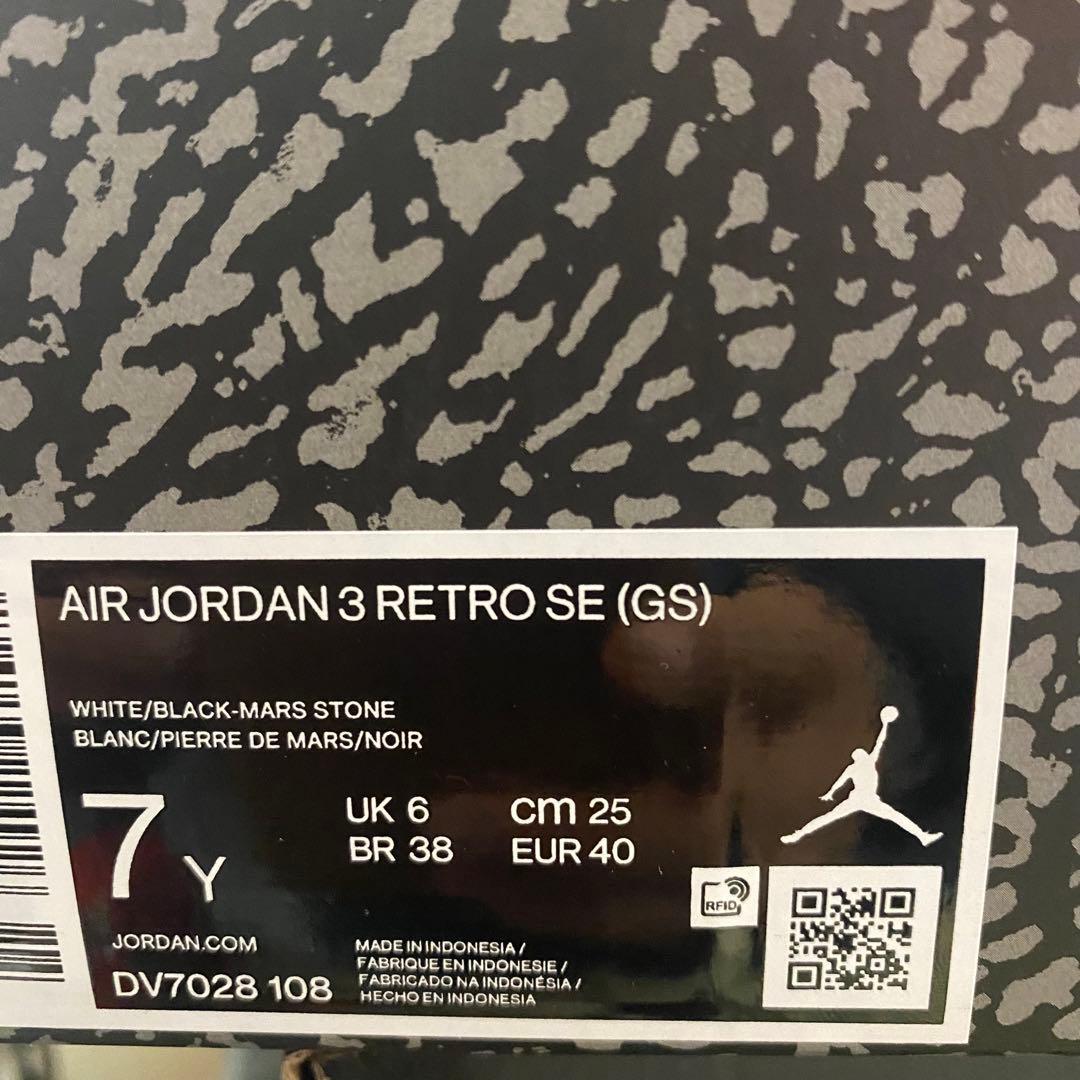 AIR JORDAN 3 RETRO SE (GS)
WHITE/BLACK-MARS STONE
BLANC/PIERRE DE MARS/NOIR
7 Y
UK 6 cm 25
BR 38 EUR 40
RFID
JORDAN.COM
DV7028 108
MADE IN INDONESIA /
FABRIQUE EN INDONESIE /
FABRICADO NA INDONÉSIA /
HECHO EN INDONESIA